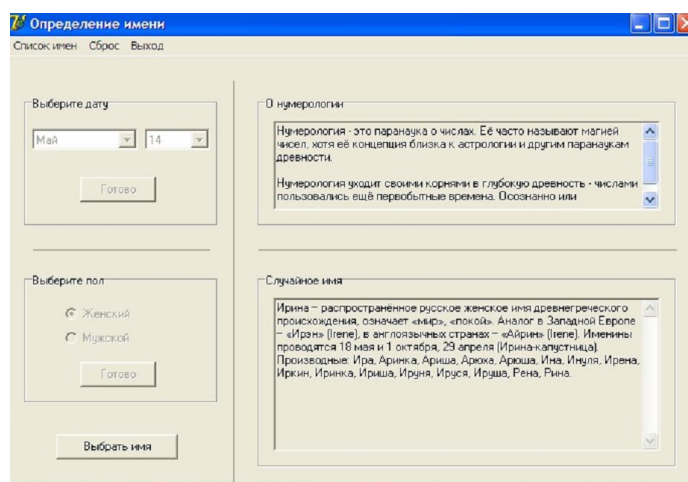 Определение имени
Список имен Сброс Выход
Выберите дату
Май 14
Готово
О нумерологии
Нумерология - это паранаука о числах. Её часто называют магией
чисел, хотя её концепция близка к астрологии и другим паранаукам
древности.
Нумерология уходит своими корнями в глубокую древность - числами
пользовались ещё первобытные времена. Осознанно или
Выберите пол
Женский
Мужской
Готово
Выбрать имя
Случайное имя
Ирина – распространённое русское женское имя древнегреческого
происхождения, означает «мир», «покой». Аналог в Западной Европе
– «Ирэн» (Irene), в англоязычных странах – «Айрин» (Irene). Именины
проводятся 18 мая и 1 октября, 29 апреля (Ирина-капустница).
Производные: Ира, Аринка, Ариша, Арюха, Арюша, Ина, Инуля, Ирена,
Иркин, Иринка, Ириша, Ируня, Ируся, Ируша, Рена, Рина.